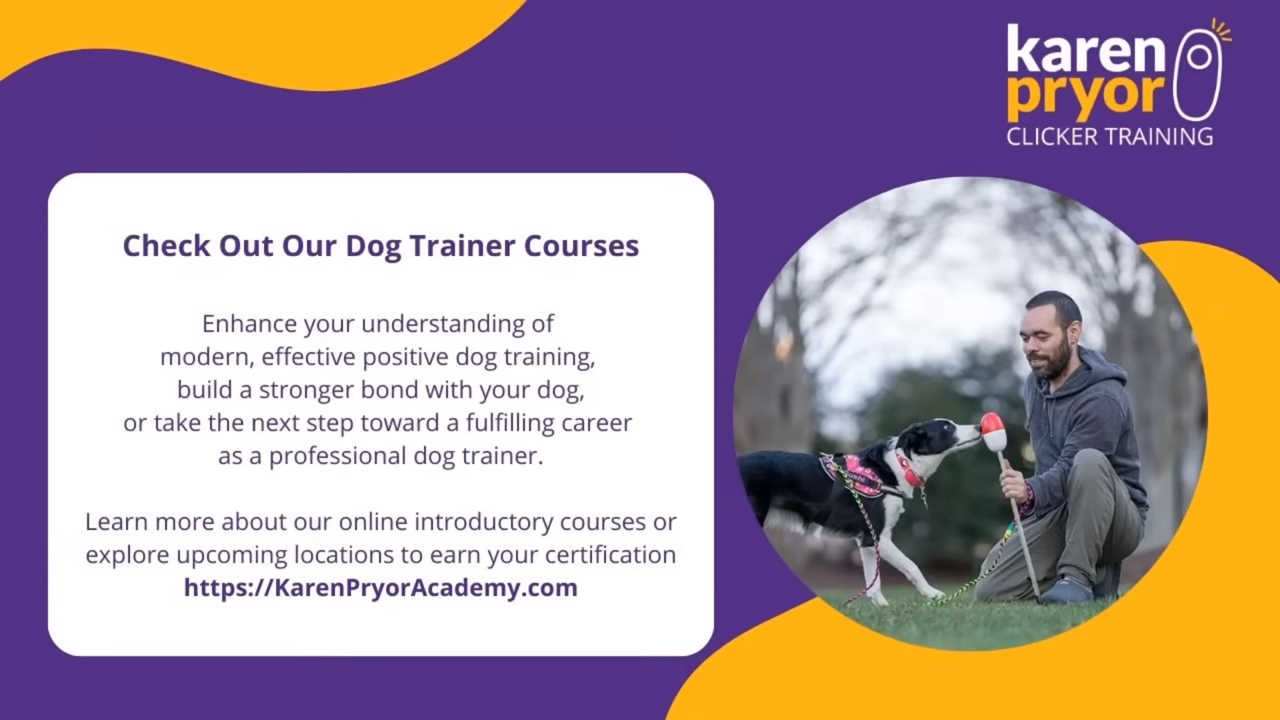 karen
pryor
CLICKER TRAINING
Check Out Our Dog Trainer Courses
Enhance your understanding of
modern, effective positive dog training,
build a stronger bond with your dog,
or take the next step toward a fulfilling career
as a professional dog trainer.
Learn more about our online introductory courses or
explore upcoming locations to earn your certification
https://KarenPryorAcademy.com